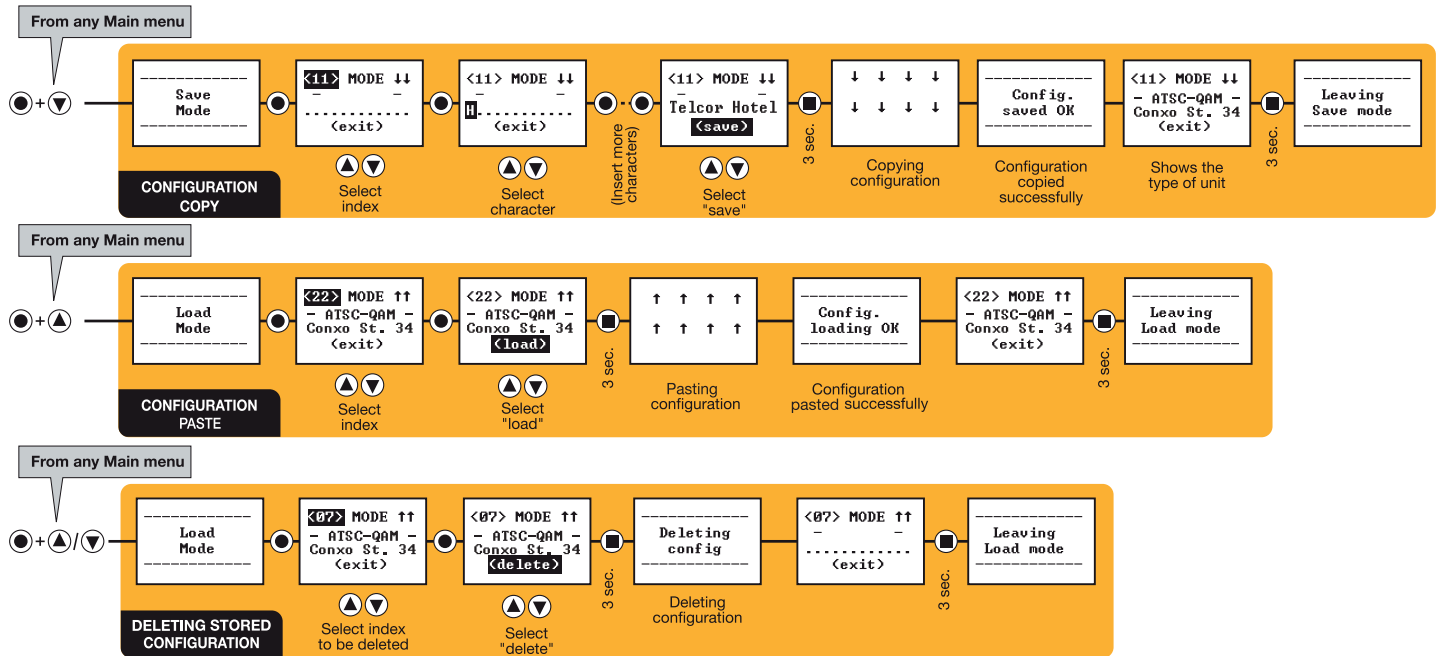 From any Main menu
+
Save
Mode
<11> MODE ↓↓
– –
............
(exit)
Select
index
<11> MODE ↓↓
– –
H...........
(exit)
Select
character
(Insert more
characters)
<11> MODE ↓↓
– –
Telcor Hotel
(save)
Select
"save"
3 sec.
↓ ↓ ↓ ↓
↓ ↓ ↓ ↓
Copying
configuration
Config.
saved OK
Configuration
copied
successfully
<11> MODE ↓↓
– ATSC-QAM –
Conxo St. 34
(exit)
Shows the
type of unit
3 sec.
Leaving
Save mode
CONFIGURATION
COPY
From any Main menu
+
Load
Mode
<22> MODE ↑↑
– ATSC-QAM –
Conxo St. 34
(exit)
Select
index
<22> MODE ↑↑
– ATSC-QAM –
Conxo St. 34
(load)
Select
"load"
3 sec.
↑ ↑ ↑ ↑
↑ ↑ ↑ ↑
Pasting
configuration
Config.
loading OK
Configuration
pasted successfully
<22> MODE ↑↑
– ATSC-QAM –
Conxo St. 34
(exit)
3 sec.
Leaving
Load mode
CONFIGURATION
PASTE
From any Main menu
+ /
Load
Mode
<07> MODE ↑↑
– ATSC-QAM –
Conxo St. 34
(exit)
Select index
to be deleted
<07> MODE ↑↑
– ATSC-QAM –
Conxo St. 34
(delete)
Select
"delete"
3 sec.
Deleting
config
Deleting
configuration
<07> MODE ↑↑
– –
............
(exit)
3 sec.
Leaving
Load mode
DELETING STORED
CONFIGURATION